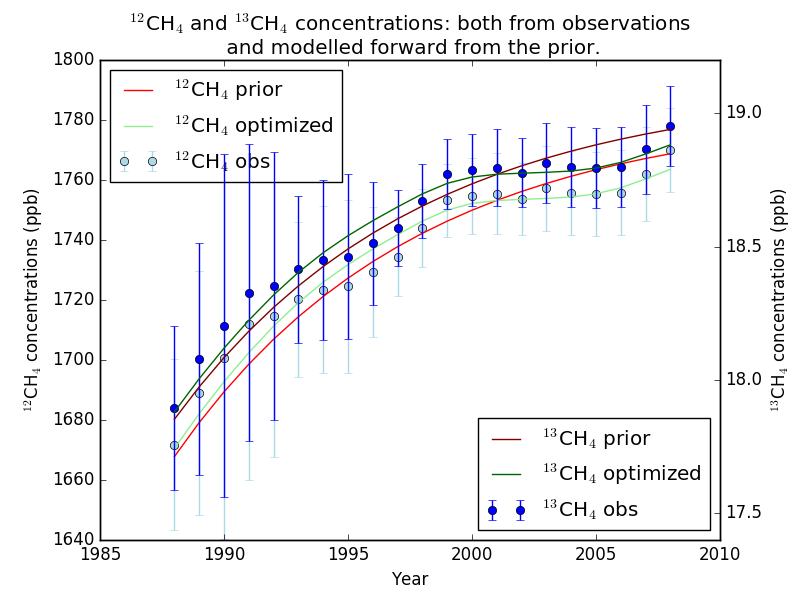 ¹²CH₄ and ¹³CH₄ concentrations: both from observations
and modelled forward from the prior.
¹²CH₄ prior
¹²CH₄ optimized
¹²CH₄ obs
¹²CH₄ concentrations (ppb)
1800
1780
1760
1740
1720
1700
1680
1660
1640
19.0
18.5
18.0
17.5
¹³CH₄ concentrations (ppb)
¹³CH₄ prior
¹³CH₄ optimized
¹³CH₄ obs
1985 1990 1995 2000 2005 2010
Year